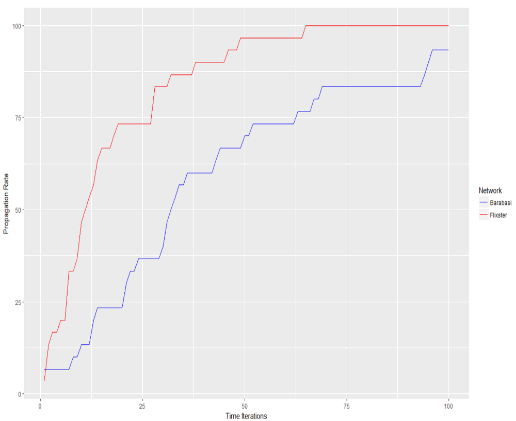 100
75
50
25
0
Propagation Rate
0 25 50 75 100
Time Iterations
Network
Barabasi
Flixster